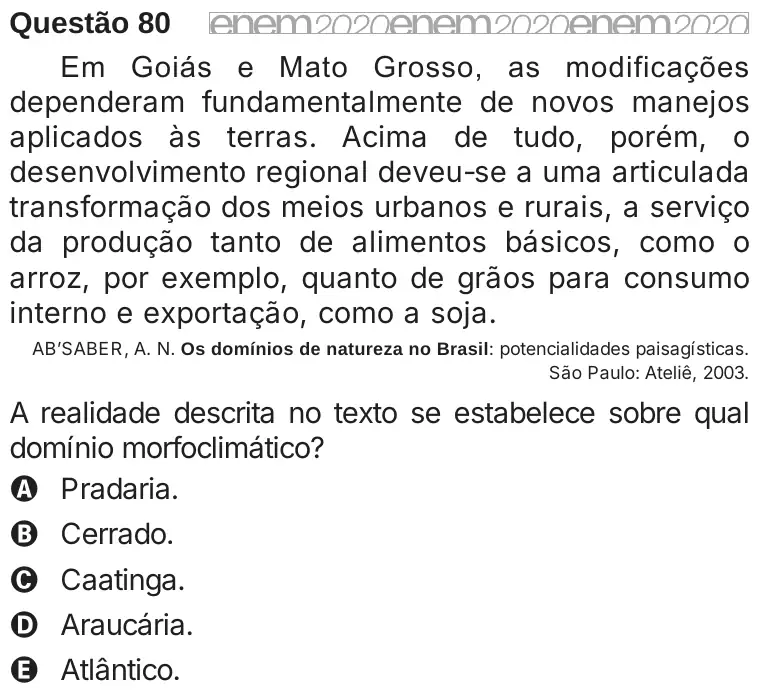 Questão 80 enem2020enem2020enem2020
Em Goiás e Mato Grosso, as modificações
dependeram fundamentalmente de novos manejos
aplicados às terras. Acima de tudo, porém, o
desenvolvimento regional deveu-se a uma articulada
transformação dos meios urbanos e rurais, a serviço
da produção tanto de alimentos básicos, como o
arroz, por exemplo, quanto de grãos para consumo
interno e exportação, como a soja.
AB'SABER, A. N. Os domínios de natureza no Brasil: potencialidades paisagísticas.
São Paulo: Ateliê, 2003.
A realidade descrita no texto se estabelece sobre qual
domínio morfoclimático?
A Pradaria.
B Cerrado.
C Caatinga.
D Araucária.
E Atlântico.